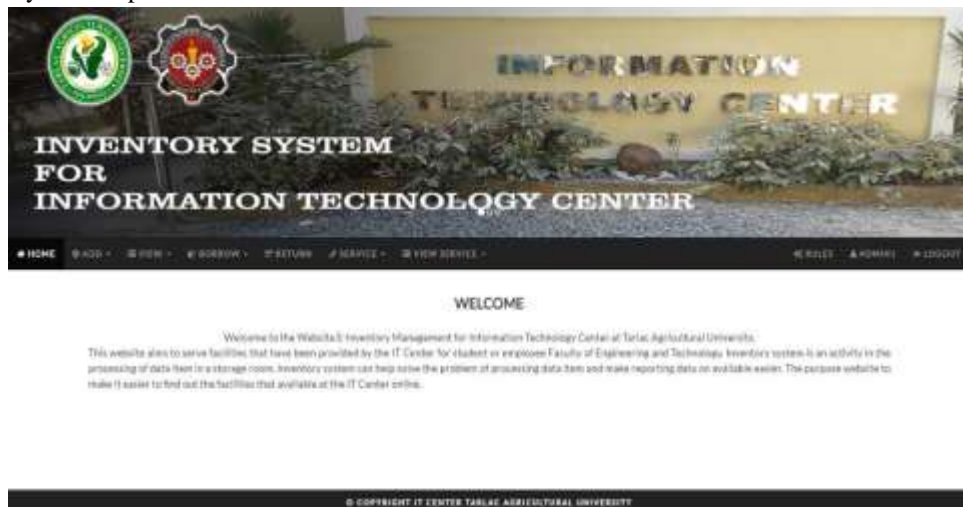 INFORMATION
TECHNOLOGY CENTER
INVENTORY SYSTEM
FOR
INFORMATION TECHNOLOGY CENTER
HOME ADD VIEW BORROW RETURN SERVICE VIEW SERVICE RULES LOGOUT
WELCOME
Welcome to the Website Inventory Management for Information Technology Center at Tarlac Agricultural University.
This website aims to serve facilities that have been provided by the IT Center for student or employee Faculty of Engineering and Technology. Inventory system is an activity in the
processing of data item in a storage room. Inventory system can help solve the problem of processing data item and make reporting data on available easier. The purpose website to
make it easier to find out the facilities that available at the IT Center online.
© COPYRIGHT IT CENTER TARLAC AGRICULTURAL UNIVERSITY